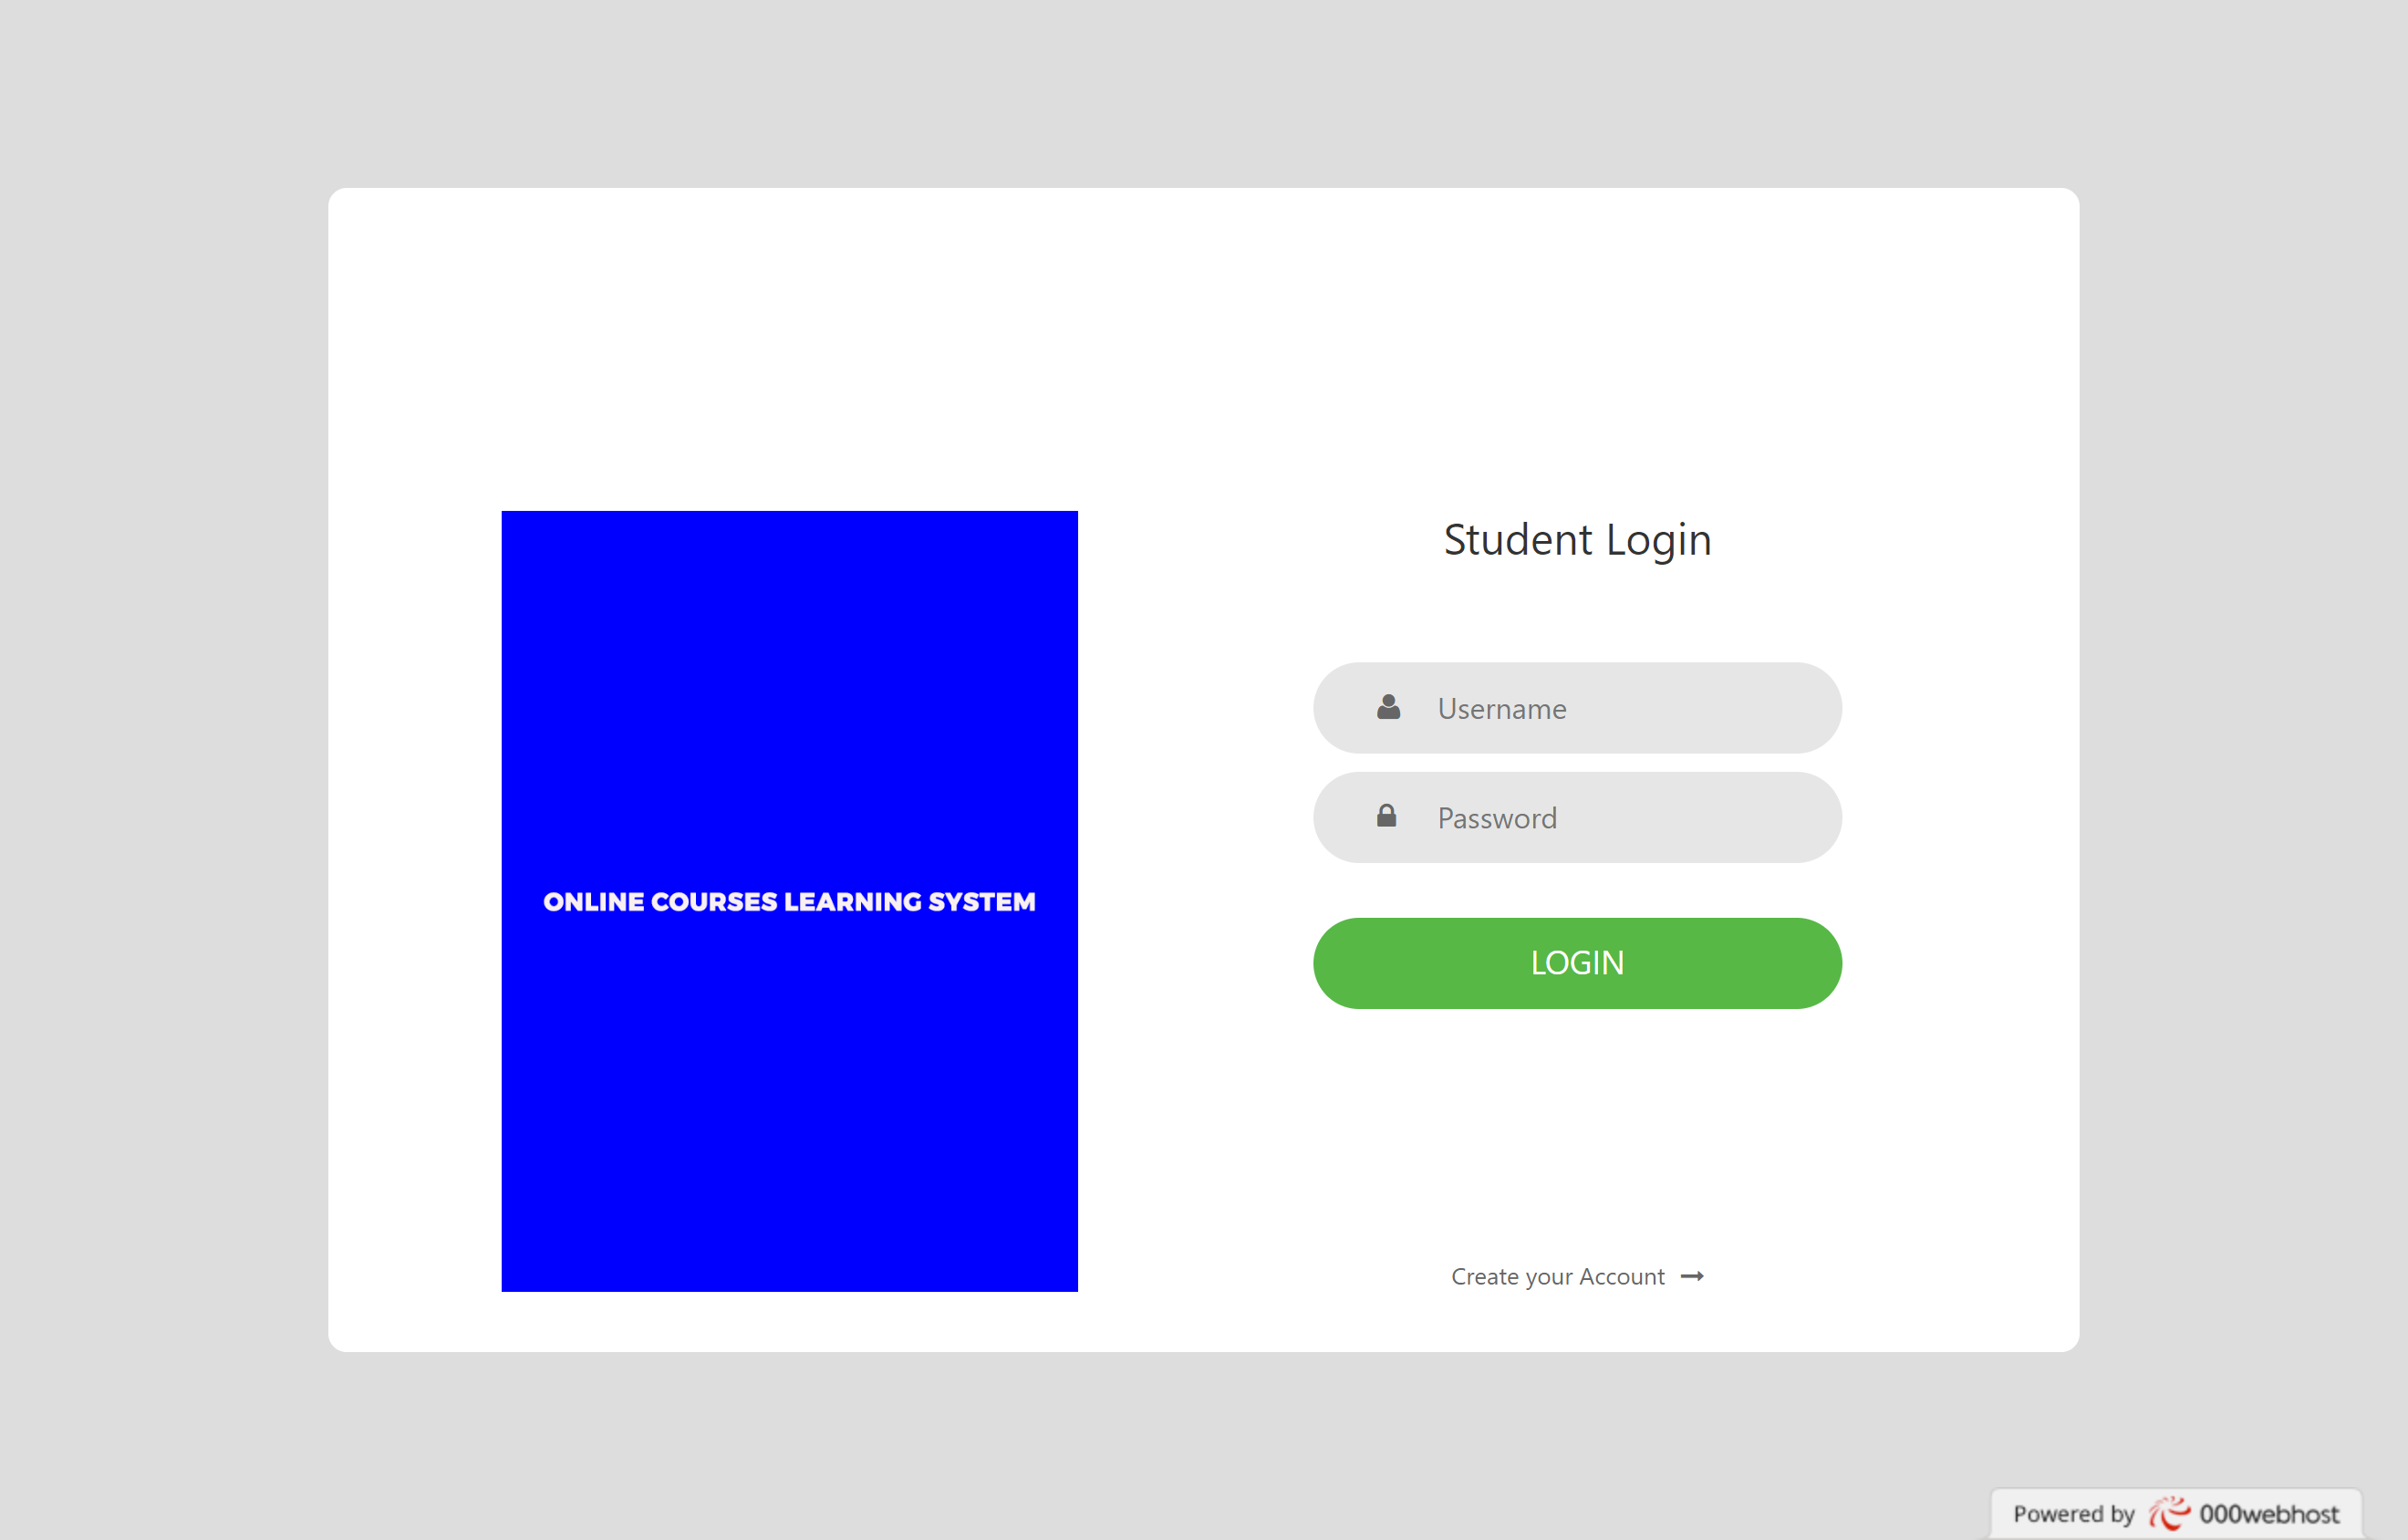 Student Login
Username
Password
ONLINE COURSES LEARNING SYSTEM
LOGIN
Create your Account
Powered by 000webhost